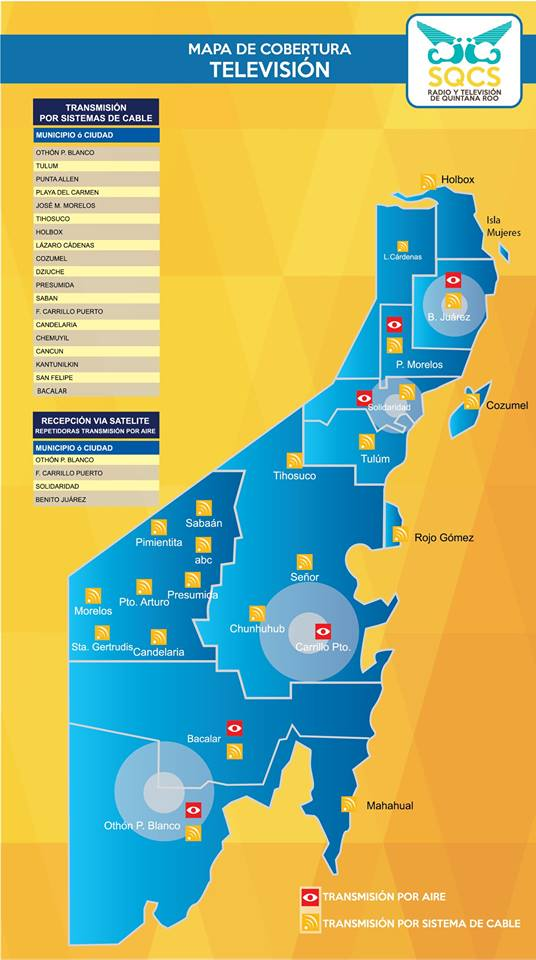 MAPA DE COBERTURA
TELEVISIÓN
SQCS
RADIO Y TELEVISIÓN
DE QUINTANA ROO
TRANSMISIÓN
POR SISTEMAS DE CABLE
MUNICIPIO ó CIUDAD
OTHÓN P. BLANCO
TULUM
PUNTA ALLEN
PLAYA DEL CARMEN
JOSÉ M. MORELOS
TIHOSUCO
HOLBOX
LÁZARO CÁDENAS
COZUMEL
DZIUCHE
PRESUMIDA
SABAN
F. CARRILLO PUERTO
CANDELARIA
CHEMUYIL
CANCUN
KANTUNILKIN
SAN FELIPE
BACALAR
RECEPCIÓN VIA SATELITE
REPETIDORAS TRANSMISIÓN POR AIRE
MUNICIPIO ó CIUDAD
OTHÓN P. BLANCO
F. CARRILLO PUERTO
SOLIDARIDAD
BENITO JUÁREZ
Holbox
Isla
Mujeres
L.Cárdenas
B. Juárez
P. Morelos
Solidaridad
Cozumel
Tulúm
Tihosuco
Sabaán
Pimientita
Rojo Gómez
abc
Señor
Presumida
Pto. Arturo
Morelos
Chunhuhub
Sta. Gertrudis
Candelaria
Carrillo Pto.
Bacalar
Mahahual
Othón P. Blanco
TRANSMISIÓN POR AIRE
TRANSMISIÓN POR SISTEMA DE CABLE